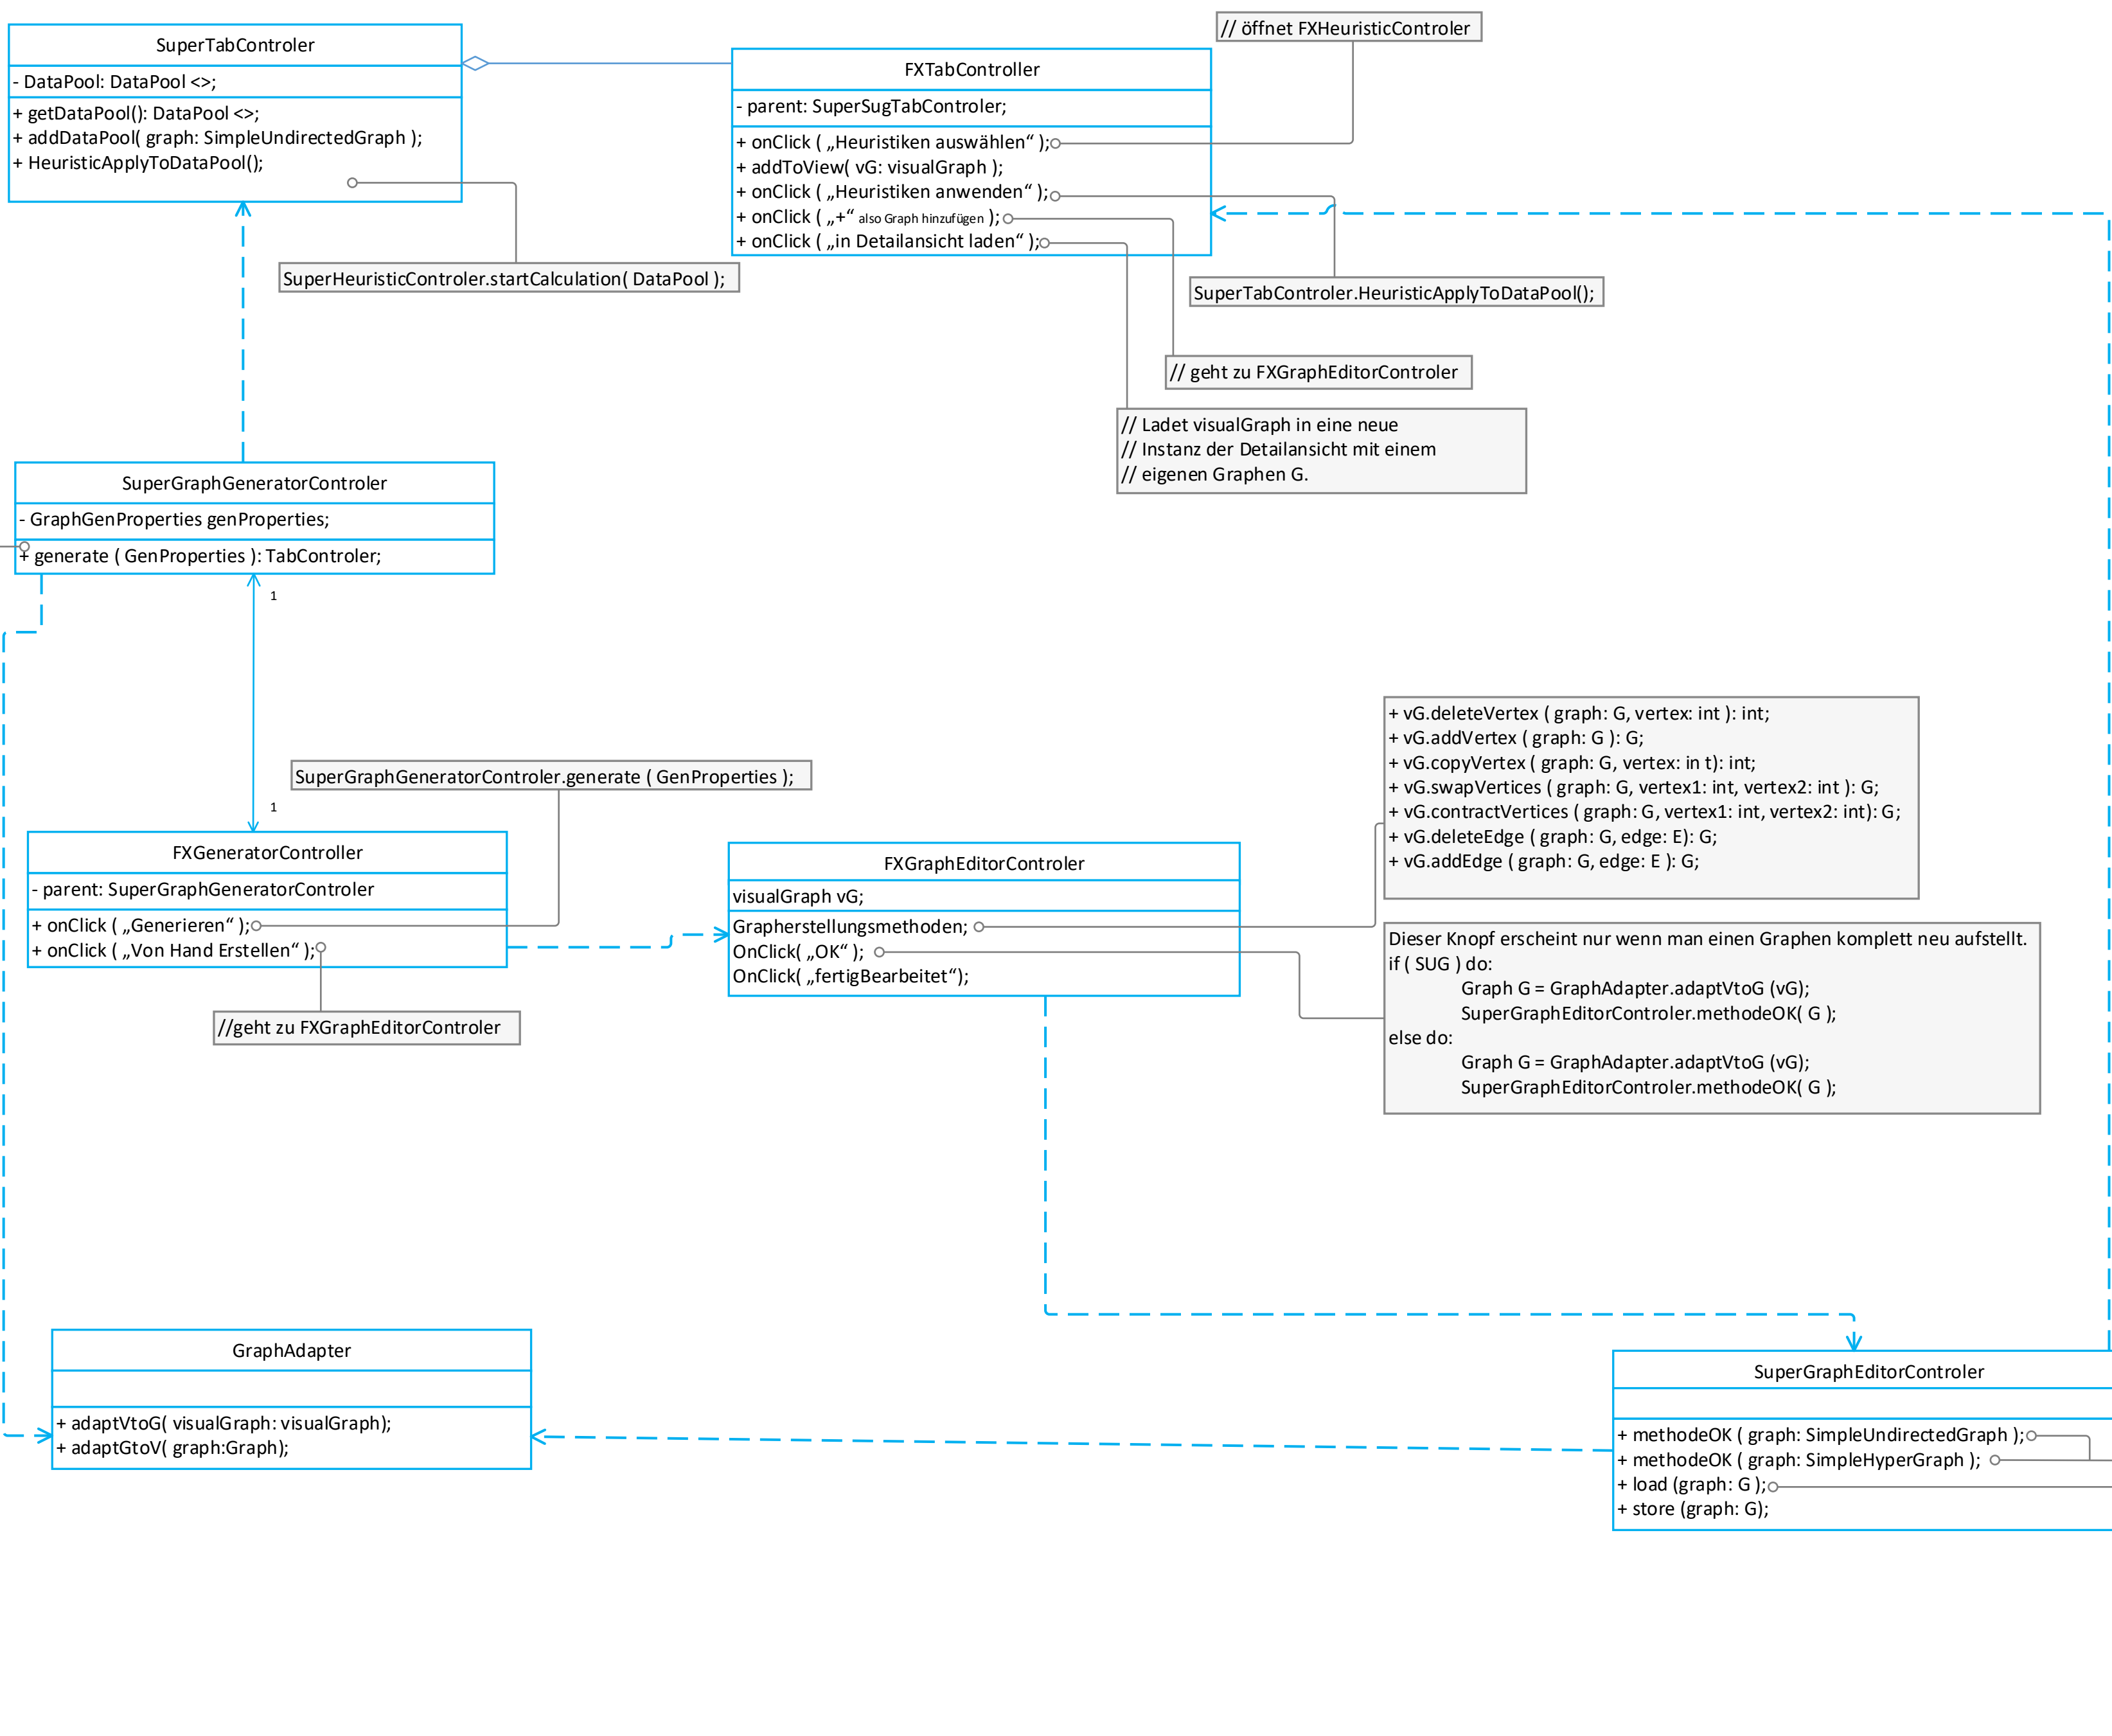 SuperTabControler
- DataPool: DataPool <>;
+ getDataPool(): DataPool <>;
+ addDataPool( graph: SimpleUndirectedGraph );
+ HeuristicApplyToDataPool();
SuperHeuristicControler.startCalculation( DataPool );
// öffnet FXHeuristicControler
FXTabController
- parent: SuperSugTabControler;
+ onClick ( „Heuristiken auswählen“ );
+ addToView( vG: visualGraph );
+ onClick ( „Heuristiken anwenden“ );
+ onClick ( „+“ also Graph hinzufügen );
+ onClick ( „in Detailansicht laden“ );
SuperTabControler.HeuristicApplyToDataPool();
// geht zu FXGraphEditorControler
// Ladet visualGraph in eine neue
// Instanz der Detailansicht mit einem
// eigenen Graphen G.
SuperGraphGeneratorControler
- GraphGenProperties genProperties;
+ generate ( GenProperties ): TabControler;
1
1
SuperGraphGeneratorControler.generate ( GenProperties );
FXGeneratorController
- parent: SuperGraphGeneratorControler
+ onClick ( „Generieren“ );
+ onClick ( „Von Hand Erstellen“ );
//geht zu FXGraphEditorControler
FXGraphEditorControler
visualGraph vG;
Grapherstellungsmethoden;
OnClick( „OK“ );
OnClick( „fertigBearbeitet“);
+ vG.deleteVertex ( graph: G, vertex: int ): int;
+ vG.addVertex ( graph: G ): G;
+ vG.copyVertex ( graph: G, vertex: in t): int;
+ vG.swapVertices ( graph: G, vertex1: int, vertex2: int ): G;
+ vG.contractVertices ( graph: G, vertex1: int, vertex2: int): G;
+ vG.deleteEdge ( graph: G, edge: E): G;
+ vG.addEdge ( graph: G, edge: E ): G;
Dieser Knopf erscheint nur wenn man einen Graphen komplett neu aufstellt.
if ( SUG ) do:
Graph G = GraphAdapter.adaptVtoG (vG);
SuperGraphEditorControler.methodeOK( G );
else do:
Graph G = GraphAdapter.adaptVtoG (vG);
SuperGraphEditorControler.methodeOK( G );
GraphAdapter
+ adaptVtoG( visualGraph: visualGraph);
+ adaptGtoV( graph:Graph);
SuperGraphEditorControler
+ methodeOK ( graph: SimpleUndirectedGraph );
+ methodeOK ( graph: SimpleHyperGraph );
+ load (graph: G );
+ store (graph: G);